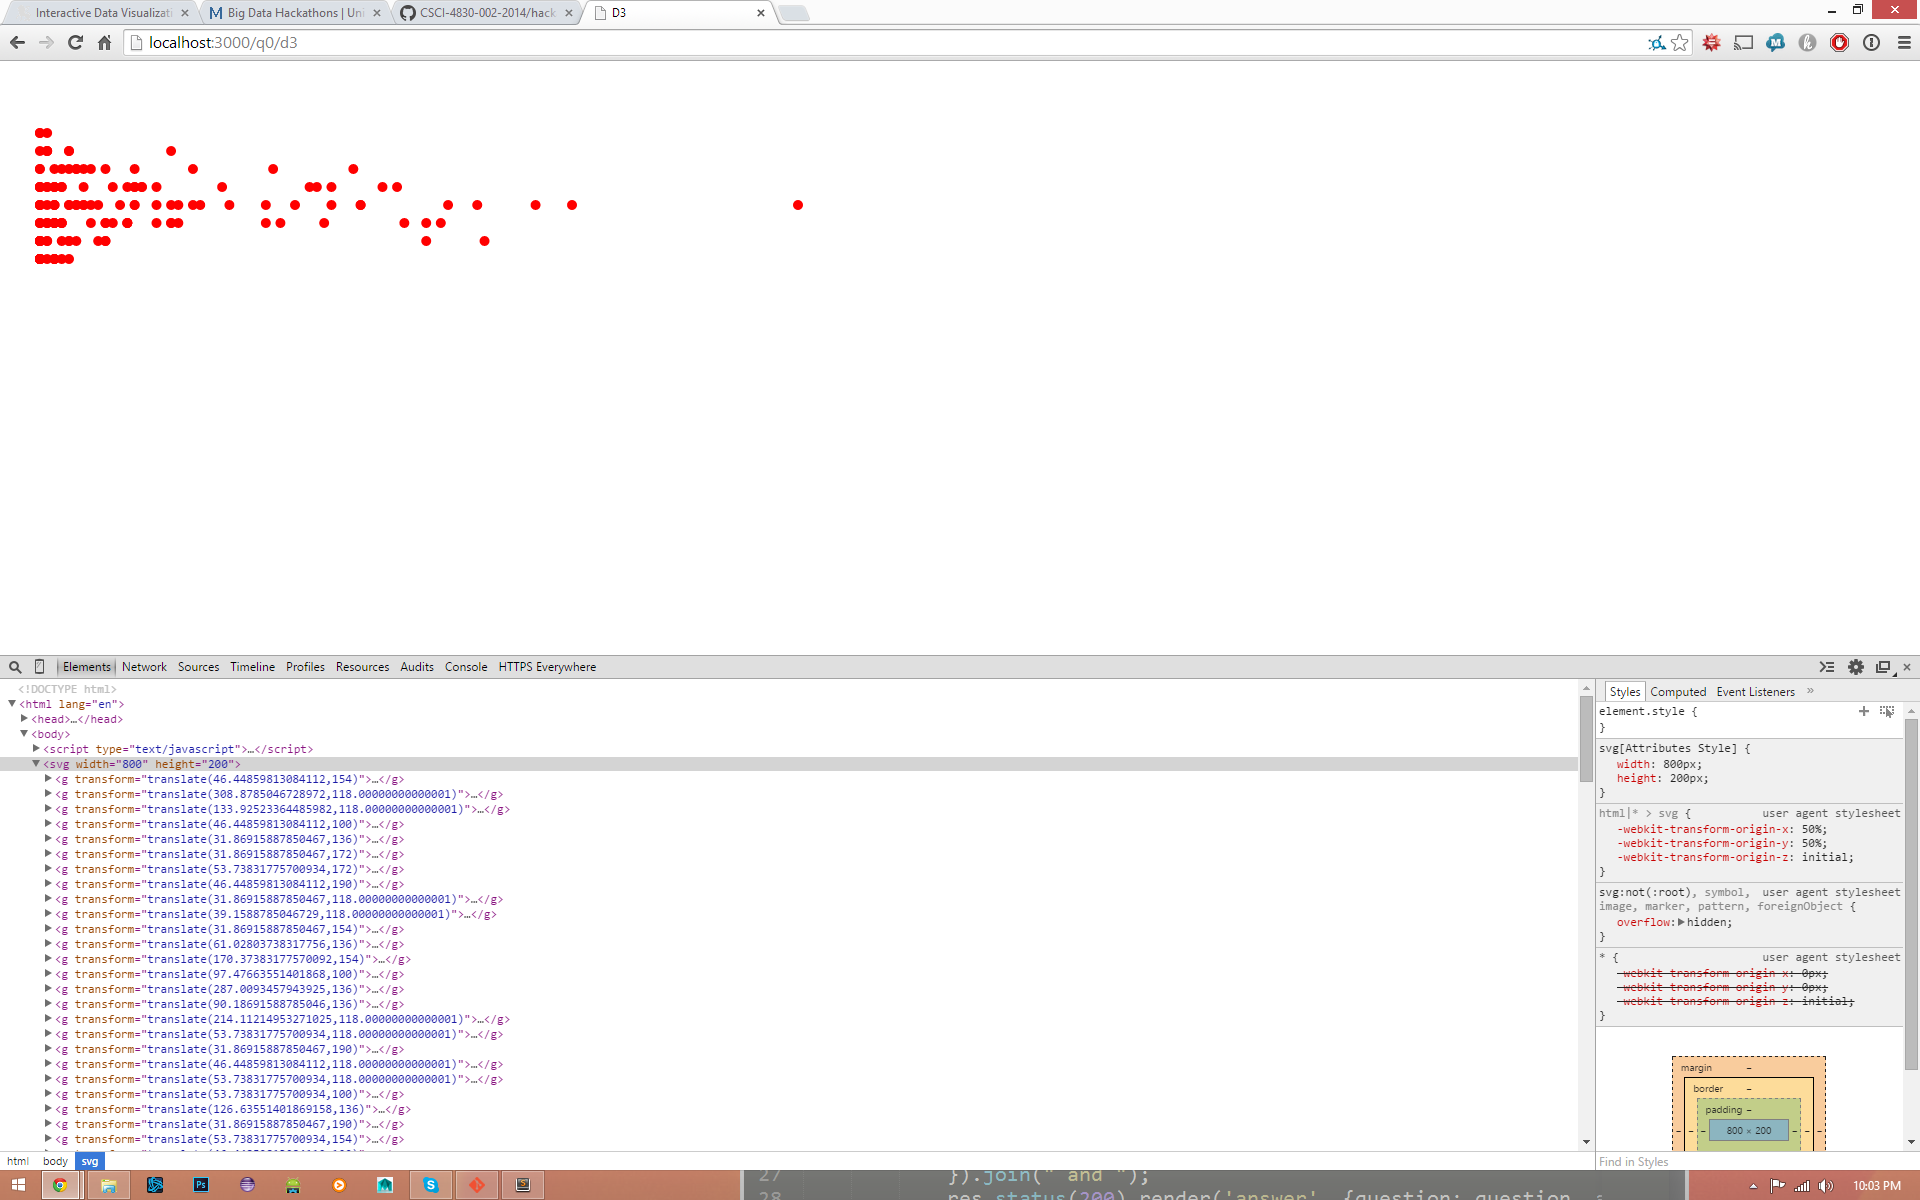 Interactive Data Visualizati
Big Data Hackathons | Uni
CSCI-4830-002-2014/hack
D3
localhost:3000/q0/d3
Elements Network Sources Timeline Profiles Resources Audits Console HTTPS Everywhere
<!DOCTYPE html>
<html lang="en">
<head>…</head>
<body>
<script type="text/javascript">…</script>
<svg width="800" height="200">
<g transform="translate(46.44859813084112,154)">…</g>
<g transform="translate(308.8785046728972,118.00000000000001)">…</g>
<g transform="translate(133.92523364485982,118.00000000000001)">…</g>
<g transform="translate(46.44859813084112,100)">…</g>
<g transform="translate(31.86915887850467,136)">…</g>
<g transform="translate(31.86915887850467,172)">…</g>
<g transform="translate(53.73831775700934,172)">…</g>
<g transform="translate(46.44859813084112,190)">…</g>
<g transform="translate(31.86915887850467,118.00000000000001)">…</g>
<g transform="translate(39.1588785046729,118.00000000000001)">…</g>
<g transform="translate(31.86915887850467,154)">…</g>
<g transform="translate(61.02803738317756,136)">…</g>
<g transform="translate(170.37383177570092,154)">…</g>
<g transform="translate(97.47663551401868,100)">…</g>
<g transform="translate(287.0093457943925,136)">…</g>
<g transform="translate(90.18691588785046,136)">…</g>
<g transform="translate(214.11214953271025,118.00000000000001)">…</g>
<g transform="translate(53.73831775700934,118.00000000000001)">…</g>
<g transform="translate(31.86915887850467,190)">…</g>
<g transform="translate(46.44859813084112,118.00000000000001)">…</g>
<g transform="translate(53.73831775700934,118.00000000000001)">…</g>
<g transform="translate(53.73831775700934,100)">…</g>
<g transform="translate(126.63551401869158,136)">…</g>
<g transform="translate(31.86915887850467,190)">…</g>
<g transform="translate(53.73831775700934,154)">…</g>
html body svg
Styles Computed Event Listeners »
element.style {
}
svg[Attributes Style] {
width: 800px;
height: 200px;
}
html|* > svg { user agent stylesheet
-webkit-transform-origin-x: 50%;
-webkit-transform-origin-y: 50%;
-webkit-transform-origin-z: initial;
}
svg:not(:root), symbol, user agent stylesheet
image, marker, pattern, foreignObject {
overflow: hidden;
}
* { user agent stylesheet
-webkit-transform-origin-x: 0px;
-webkit-transform-origin-y: 0px;
-webkit-transform-origin-z: initial;
}
margin –
border –
padding –
– – – 800 × 200 – – –
Find in Styles
27 }).join(" and ");
28 res.status(200).render('answer', {question: question,
10:03 PM